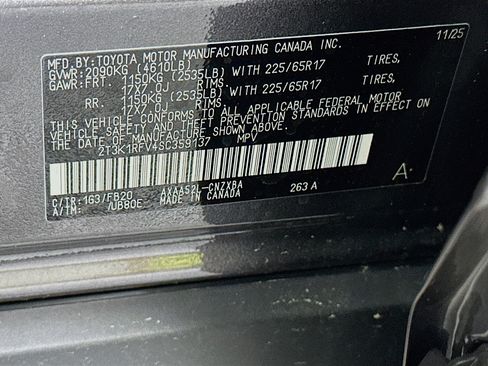 MFD.BY: TOYOTA MOTOR MANUFACTURING CANADA INC. 11/25
GVWR: 2090KG (4610LB)
GAWR: FRT. 1150KG (2535LB) WITH 225/65R17 TIRES,
17X7.0J RIMS
RR. 1150KG (2535LB) WITH 225/65R17 TIRES,
17X7.0J RIMS
THIS VEHICLE CONFORMS TO ALL APPLICABLE FEDERAL MOTOR
VEHICLE SAFETY AND THEFT PREVENTION STANDARDS IN EFFECT ON
THE DATE OF MANUFACTURE SHOWN ABOVE.
2T3K1RFV4SC359137 MPV
C/TR: 1G3/FB20 AXAA52L-CNZXBA 263A A
A/TM: /UB80E MADE IN CANADA